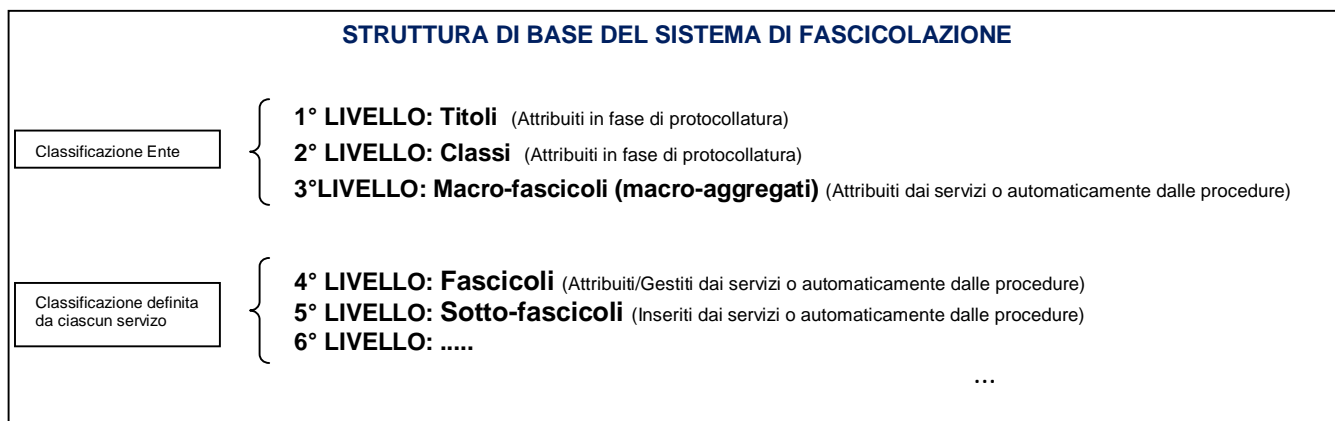 STRUTTURA DI BASE DEL SISTEMA DI FASCICOLAZIONE
Classificazione Ente
1° LIVELLO: Titoli (Attribuiti in fase di protocollatura)
2° LIVELLO: Classi (Attribuiti in fase di protocollatura)
3°LIVELLO: Macro-fascicoli (macro-aggregati) (Attribuiti dai servizi o automaticamente dalle procedure)
Classificazione definita
da ciascun servizo
4° LIVELLO: Fascicoli (Attribuiti/Gestiti dai servizi o automaticamente dalle procedure)
5° LIVELLO: Sotto-fascicoli (Inseriti dai servizi o automaticamente dalle procedure)
6° LIVELLO: .....
...